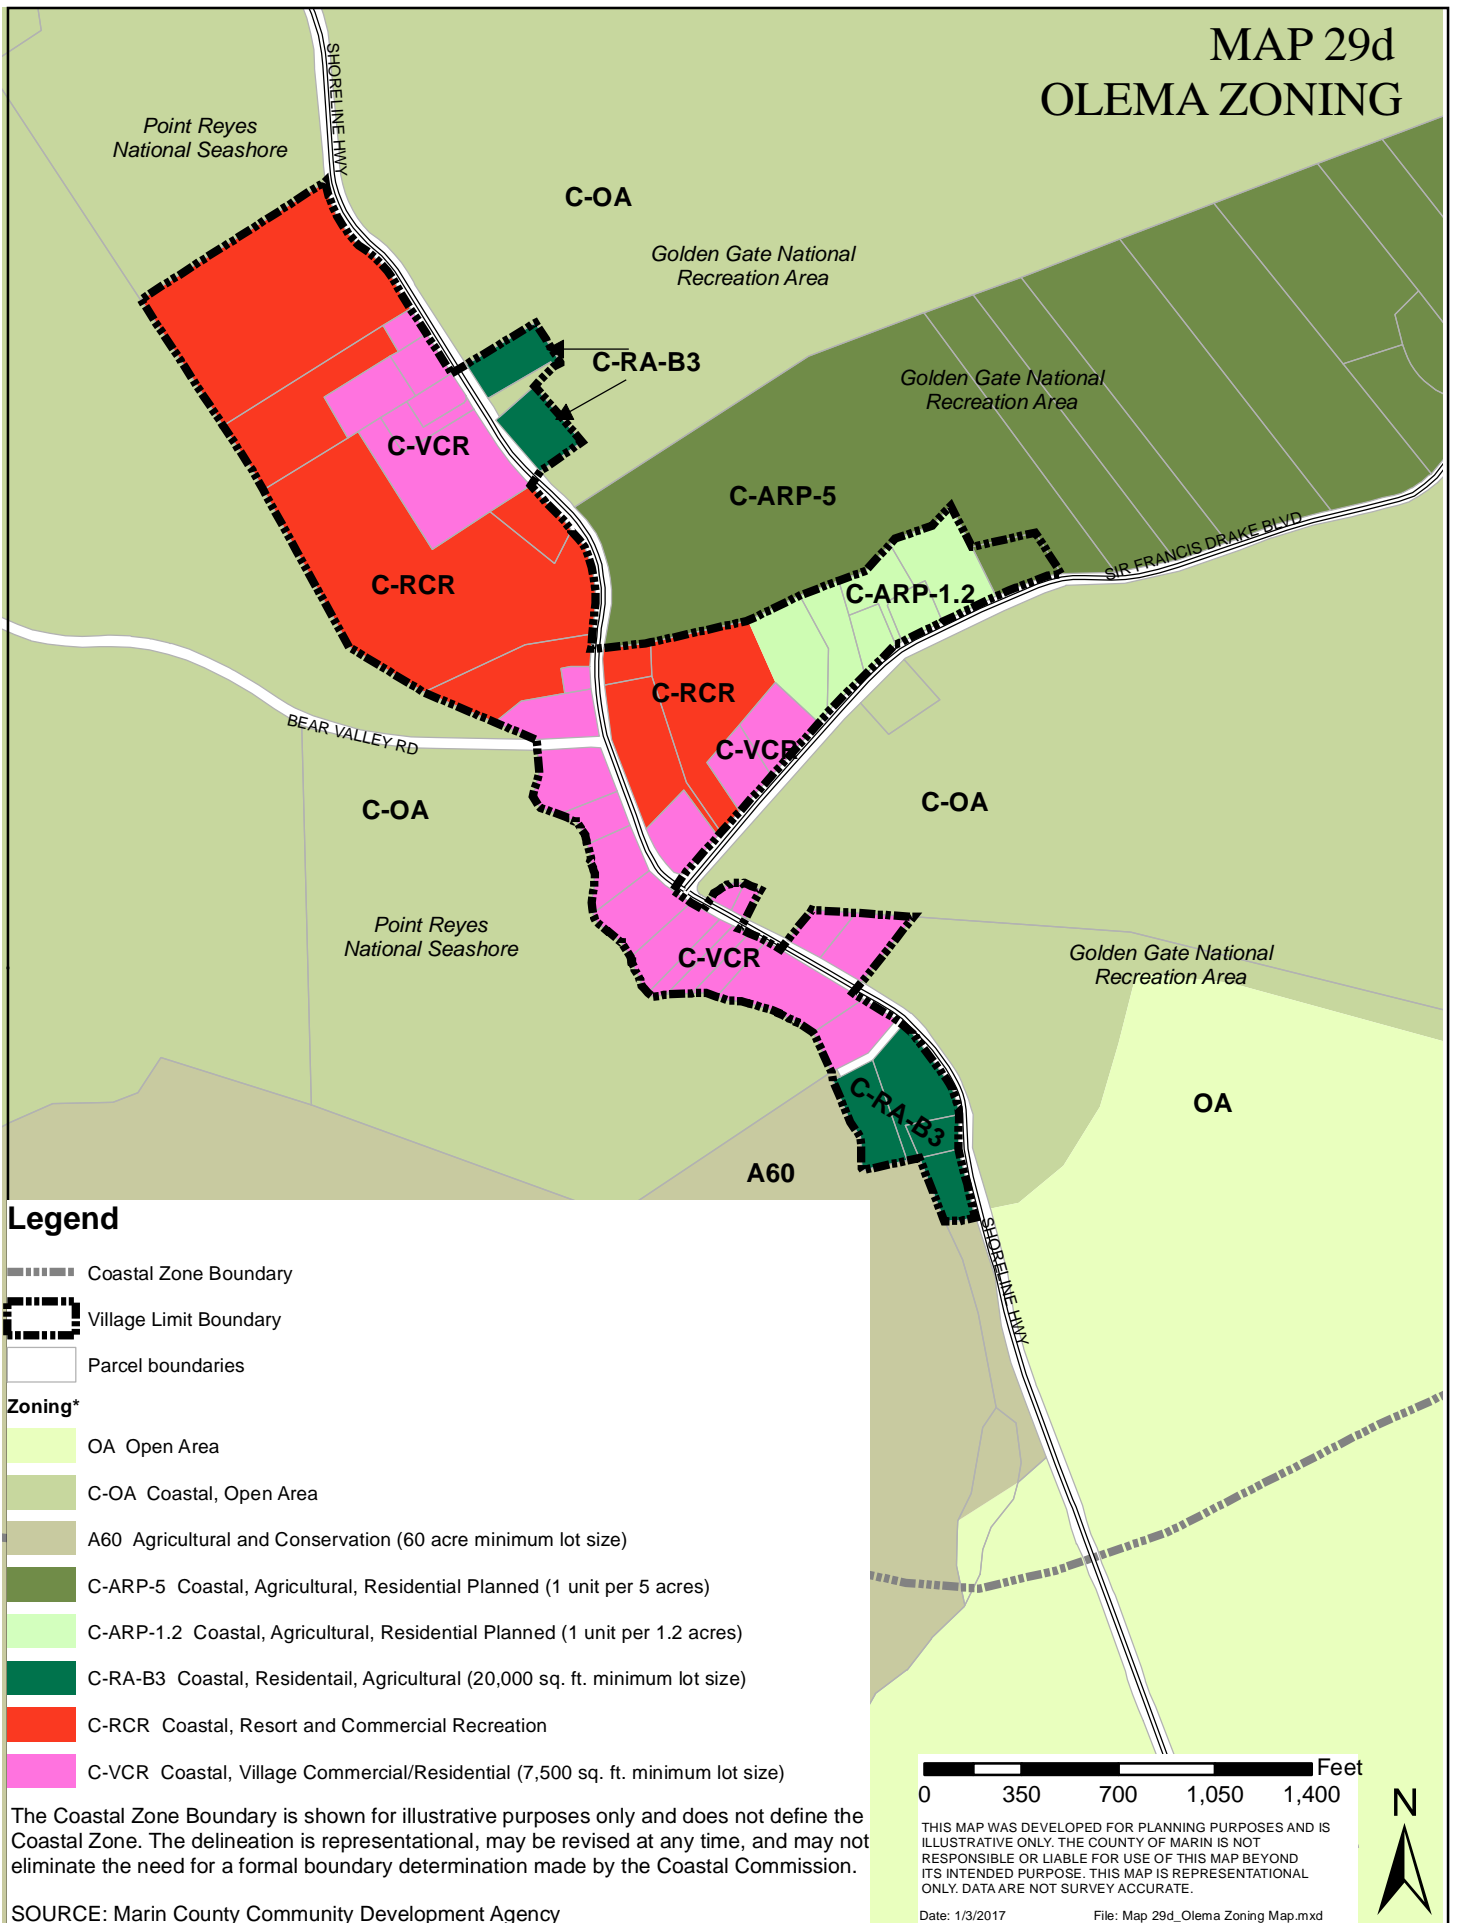 MAP 29d
OLEMA ZONING
SHORELINE HWY
Point Reyes
National Seashore
C-OA
Golden Gate National
Recreation Area
C-RA-B3
Golden Gate National
Recreation Area
C-VCR
C-ARP-5
SIR FRANCIS DRAKE BLVD
C-RCR
C-ARP-1.2
C-RCR
BEAR VALLEY RD
C-VCR
C-OA
C-OA
Point Reyes
National Seashore
C-VCR
Golden Gate National
Recreation Area
C-RA-B3
OA
A60
SHORELINE HWY
Legend
Coastal Zone Boundary
Village Limit Boundary
Parcel boundaries
Zoning*
OA Open Area
C-OA Coastal, Open Area
A60 Agricultural and Conservation (60 acre minimum lot size)
C-ARP-5 Coastal, Agricultural, Residential Planned (1 unit per 5 acres)
C-ARP-1.2 Coastal, Agricultural, Residential Planned (1 unit per 1.2 acres)
C-RA-B3 Coastal, Residentail, Agricultural (20,000 sq. ft. minimum lot size)
C-RCR Coastal, Resort and Commercial Recreation
C-VCR Coastal, Village Commercial/Residential (7,500 sq. ft. minimum lot size)
The Coastal Zone Boundary is shown for illustrative purposes only and does not define the
Coastal Zone. The delineation is representational, may be revised at any time, and may not
eliminate the need for a formal boundary determination made by the Coastal Commission.
SOURCE: Marin County Community Development Agency
Feet
0 350 700 1,050 1,400
THIS MAP WAS DEVELOPED FOR PLANNING PURPOSES AND IS
ILLUSTRATIVE ONLY. THE COUNTY OF MARIN IS NOT
RESPONSIBLE OR LIABLE FOR USE OF THIS MAP BEYOND
ITS INTENDED PURPOSE. THIS MAP IS REPRESENTATIONAL
ONLY. DATA ARE NOT SURVEY ACCURATE.
Date: 1/3/2017 File: Map 29d_Olema Zoning Map.mxd
N